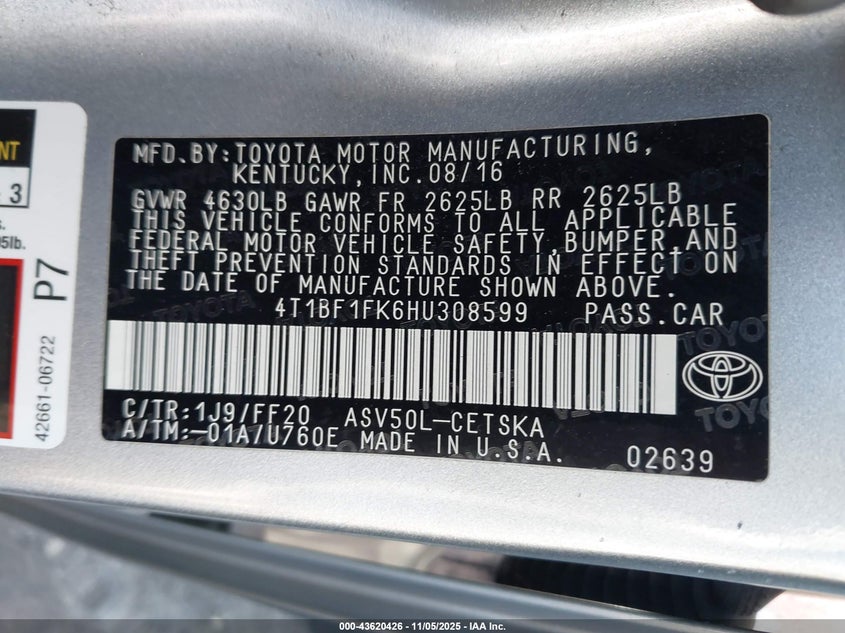 MFD.BY:TOYOTA MOTOR MANUFACTURING,
KENTUCKY,INC.08/16
GVWR 4630LB GAWR FR 2625LB RR 2625LB
THIS VEHICLE CONFORMS TO ALL APPLICABLE
FEDERAL MOTOR VEHICLE SAFETY,BUMPER,AND
THEFT PREVENTION STANDARDS IN EFFECT ON
THE DATE OF MANUFACTURE SHOWN ABOVE.
4T1BF1FK6HU308599 PASS.CAR
C/TR:1J9/FF20 ASV50L-CETSKA
A/TM:-01A/U760E MADE IN U.S.A.
02639
TOYOTA
3
P7
42661-06722
000-43620426 - 11/05/2025 - IAA Inc.